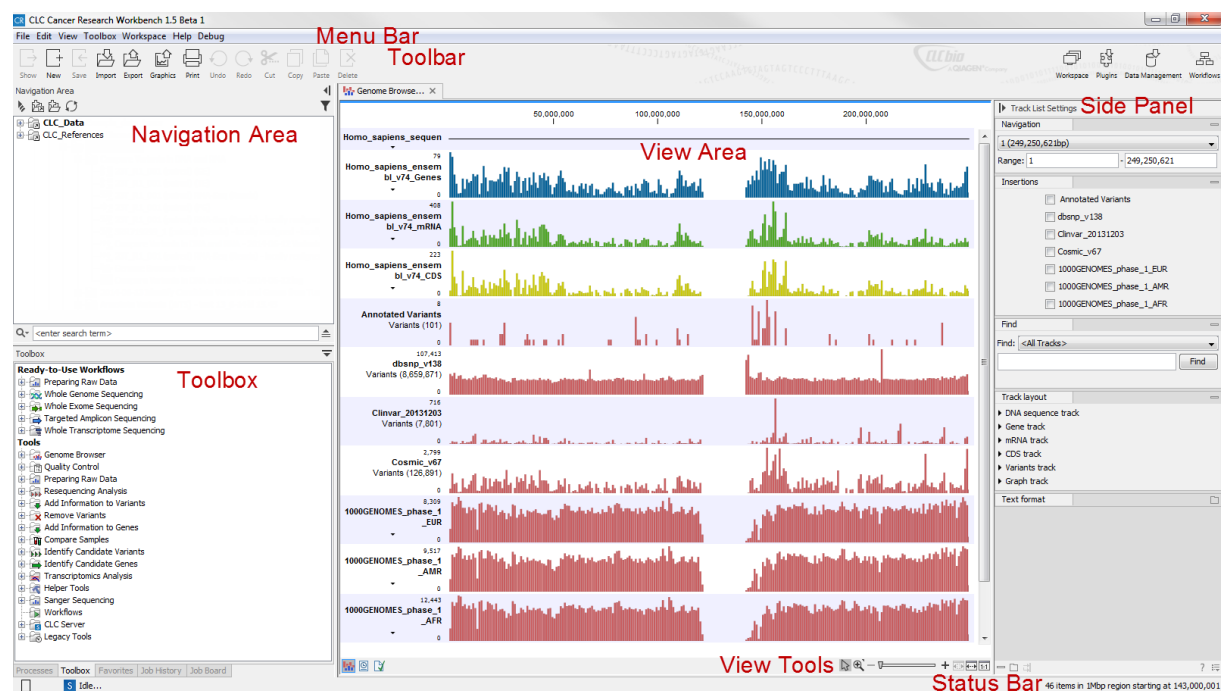 CLC Cancer Research Workbench 1.5 Beta 1
File Edit View Toolbox Workspace Help Debug
Menu Bar
Toolbar
Show New Save Import Export Graphics Print Undo Redo Cut Copy Paste Delete
CLCbio
Workspace Plugins Data Management Workflows
Navigation Area
CLC_Data
CLC_References
Navigation Area
<enter search term>
Toolbox
Toolbox
Ready-to-Use Workflows
Preparing Raw Data
Whole Genome Sequencing
Whole Exome Sequencing
Targeted Amplicon Sequencing
Whole Transcriptome Sequencing
Tools
Genome Browser
Quality Control
Preparing Raw Data
Resequencing Analysis
Add Information to Variants
Remove Variants
Add Information to Genes
Compare Samples
Identify Candidate Variants
Identify Candidate Genes
Transcriptomics Analysis
Helper Tools
Sanger Sequencing
Workflows
CLC Server
Legacy Tools
Processes Toolbox Favorites Job History Job Board
Idle...
Genome Browse...
50,000,000 100,000,000 150,000,000 200,000,000
View Area
Homo_sapiens_sequen
79
Homo_sapiens_ensem
bl_v74_Genes
0
408
Homo_sapiens_ensem
bl_v74_mRNA
0
223
Homo_sapiens_ensem
bl_v74_CDS
0
8
Annotated Variants
Variants (101)
0
107,413
dbsnp_v138
Variants (8,659,871)
0
716
Clinvar_20131203
Variants (7,801)
0
2,799
Cosmic_v67
Variants (126,891)
0
8,309
1000GENOMES_phase_1
_EUR
0
9,517
1000GENOMES_phase_1
_AMR
0
12,443
1000GENOMES_phase_1
_AFR
0
View Tools
Track List Settings
Side Panel
Navigation
1 (249,250,621bp)
Range: 1 - 249,250,621
Insertions
Annotated Variants
dbsnp_v138
Clinvar_20131203
Cosmic_v67
1000GENOMES_phase_1_EUR
1000GENOMES_phase_1_AMR
1000GENOMES_phase_1_AFR
Find
Find: <All Tracks>
Find
Track layout
DNA sequence track
Gene track
mRNA track
CDS track
Variants track
Graph track
Text format
Status Bar
46 items in 1Mbp region starting at 143,000,001